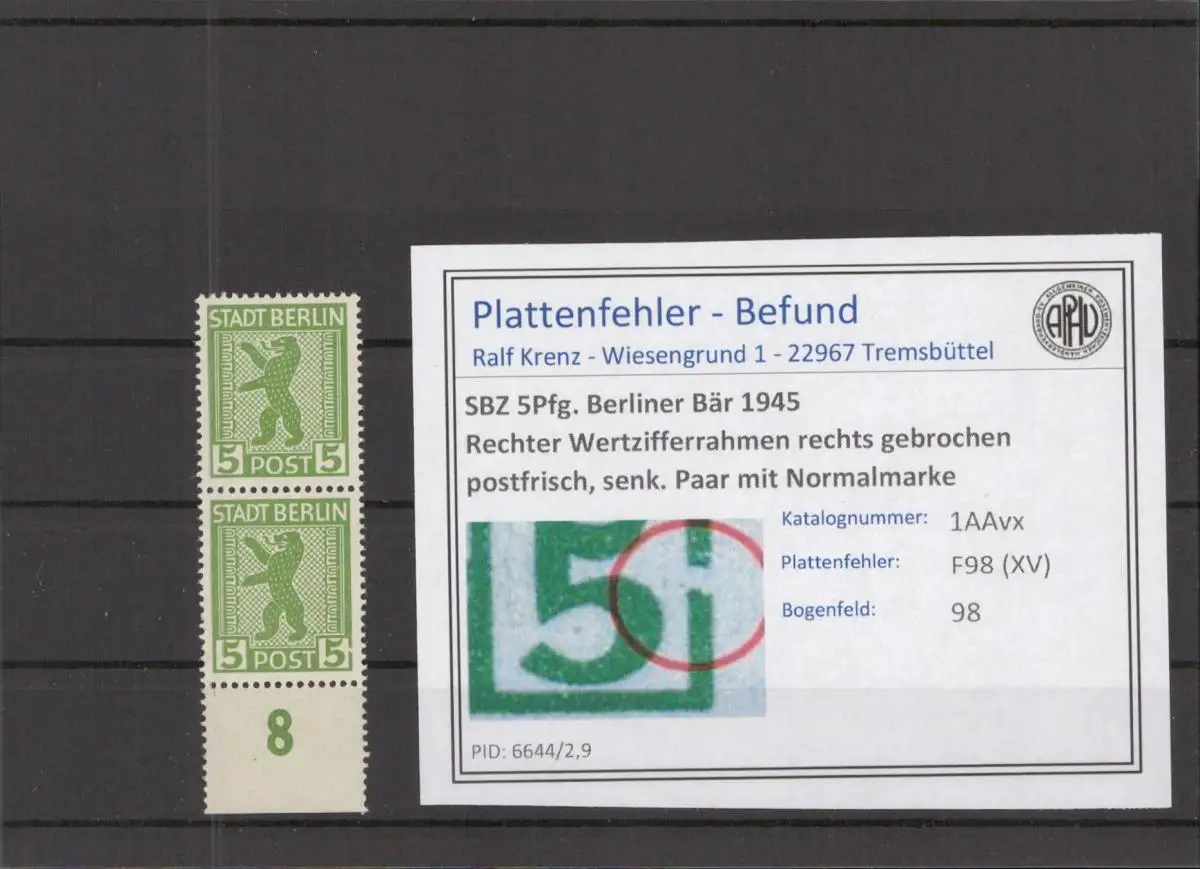 STADT BERLIN
5 POST 5
STADT BERLIN
5 POST 5
8
Plattenfehler - Befund
Ralf Krenz - Wiesengrund 1 - 22967 Tremsbüttel
APHV
SBZ 5Pfg. Berliner Bär 1945
Rechter Wertzifferrahmen rechts gebrochen
postfrisch, senk. Paar mit Normalmarke
5
Katalognummer: 1AAvx
Plattenfehler: F98 (XV)
Bogenfeld: 98
PID: 6644/2,9